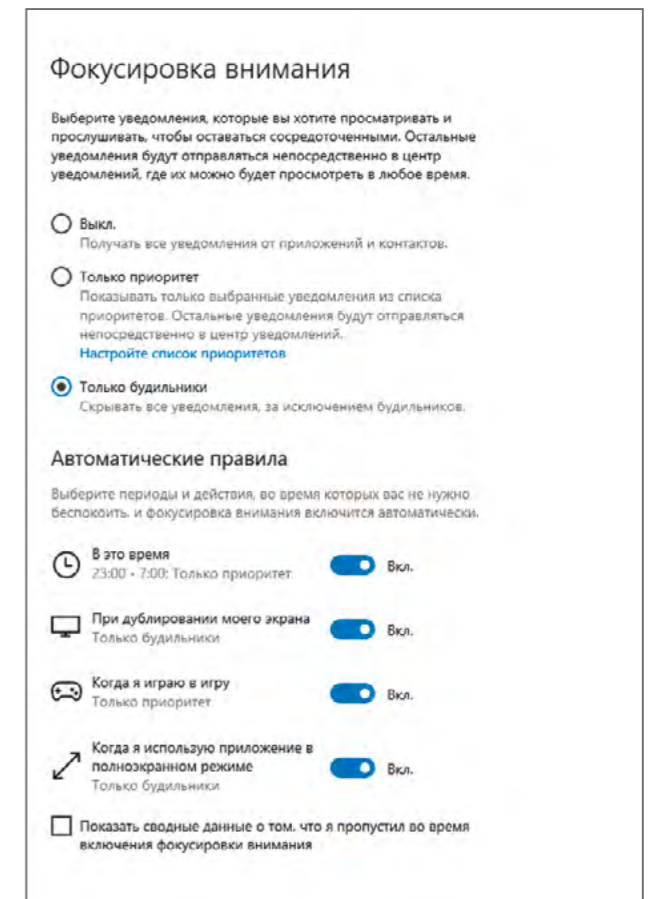 Фокусировка внимания
Выберите уведомления, которые вы хотите просматривать и
прослушивать, чтобы оставаться сосредоточенными. Остальные
уведомления будут отправляться непосредственно в центр
уведомлений, где их можно будет просмотреть в любое время.
Выкл.
Получать все уведомления от приложений и контактов.
Только приоритет
Показывать только выбранные уведомления из списка
приоритетов. Остальные уведомления будут отправляться
непосредственно в центр уведомлений.
Настройте список приоритетов
Только будильники
Скрывать все уведомления, за исключением будильников.
Автоматические правила
Выберите периоды и действия, во время которых вас не нужно
беспокоить, и фокусировка внимания включится автоматически.
В это время
23:00 - 7:00; Только приоритет
Вкл.
При дублировании моего экрана
Только будильники
Вкл.
Когда я играю в игру
Только приоритет
Вкл.
Когда я использую приложение в
полноэкранном режиме
Только будильники
Вкл.
Показать сводные данные о том, что я пропустил во время
включения фокусировки внимания